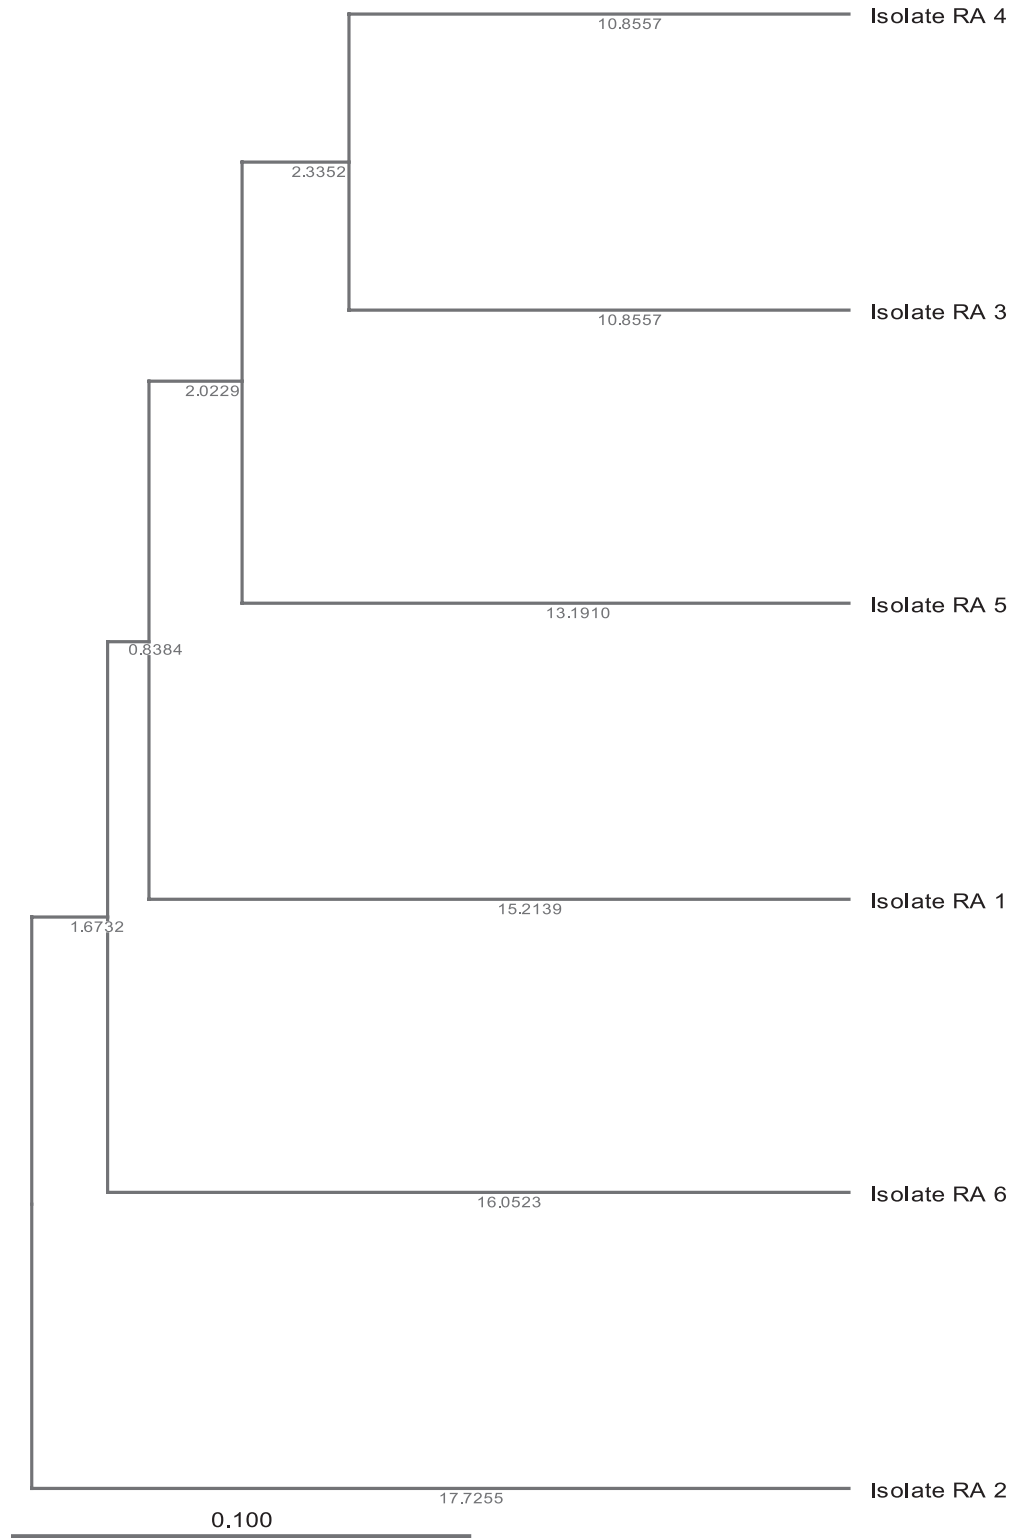 Isolate RA 4
10.8557
2.3352
Isolate RA 3
10.8557
2.0229
Isolate RA 5
13.1910
0.8384
Isolate RA 1
15.2139
1.6732
Isolate RA 6
16.0523
Isolate RA 2
17.7255
0.100